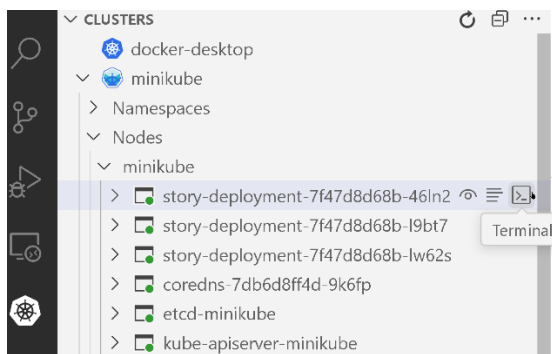 CLUSTERS
docker-desktop
minikube
Namespaces
Nodes
minikube
story-deployment-7f47d8d68b-46ln2
story-deployment-7f47d8d68b-l9bt7
Terminal
story-deployment-7f47d8d68b-lw62s
coredns-7db6d8ff4d-9k6fp
etcd-minikube
kube-apiserver-minikube